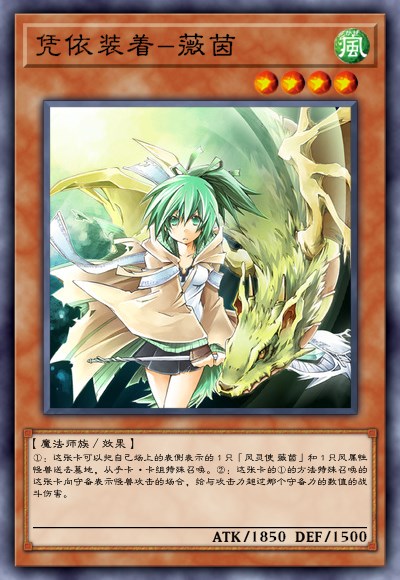 凭依装着–薇茵
風
【魔法师族／效果】
①：这张卡可以把自己场上的表侧表示的1只「风灵使 薇茵」和1只风属性
怪兽送去墓地，从手卡·卡组特殊召唤。②：这张卡的①的方法特殊召唤的
这张卡向守备表示怪兽攻击的场合，给与攻击力超过那个守备力的数值的战
斗伤害。
ATK/1850 DEF/1500